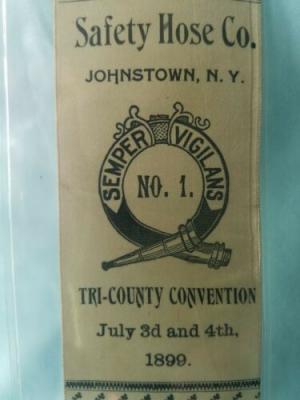 Safety Hose Co.
JOHNSTOWN, N. Y.
SEMPER VIGILANS
NO. 1.
TRI-COUNTY CONVENTION
July 3d and 4th,
1899.